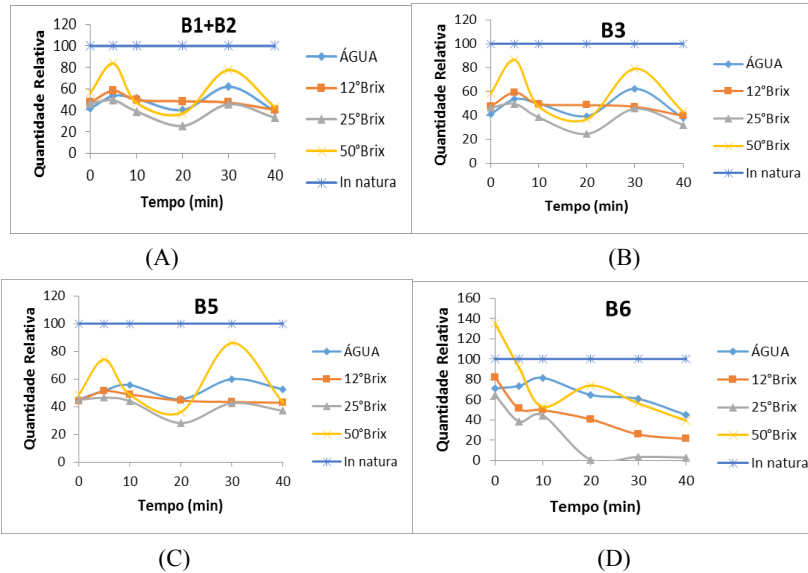 B1+B2
Quantidade Relativa
120
100
80
60
40
20
0
0 10 20 30 40
Tempo (min)
ÁGUA
12°Brix
25°Brix
50°Brix
In natura
(A)
B3
Quantidade Relativa
120
100
80
60
40
20
0
0 10 20 30 40
Tempo (min)
ÁGUA
12°Brix
25°Brix
50°Brix
In natura
(B)
B5
Quantidade Relativa
120
100
80
60
40
20
0
0 10 20 30 40
Tempo (min)
ÁGUA
12°Brix
25°Brix
50°Brix
In natura
(C)
B6
Quantidade Relativa
160
140
120
100
80
60
40
20
0
0 10 20 30 40
Tempo (min)
ÁGUA
12°Brix
25°Brix
50°Brix
In natura
(D)